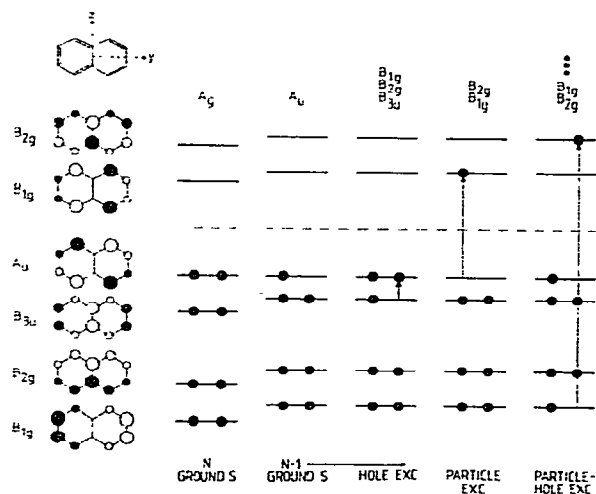 z
y
B1g
B2g
B3u
B2g
B1g
B1g
B2g
Ag
Au
B2g
B1g
Au
B3u
B2g
B1g
N
GROUND S
N-1
GROUND S
HOLE EXC
PARTICLE
EXC
PARTICLE-
HOLE EXC